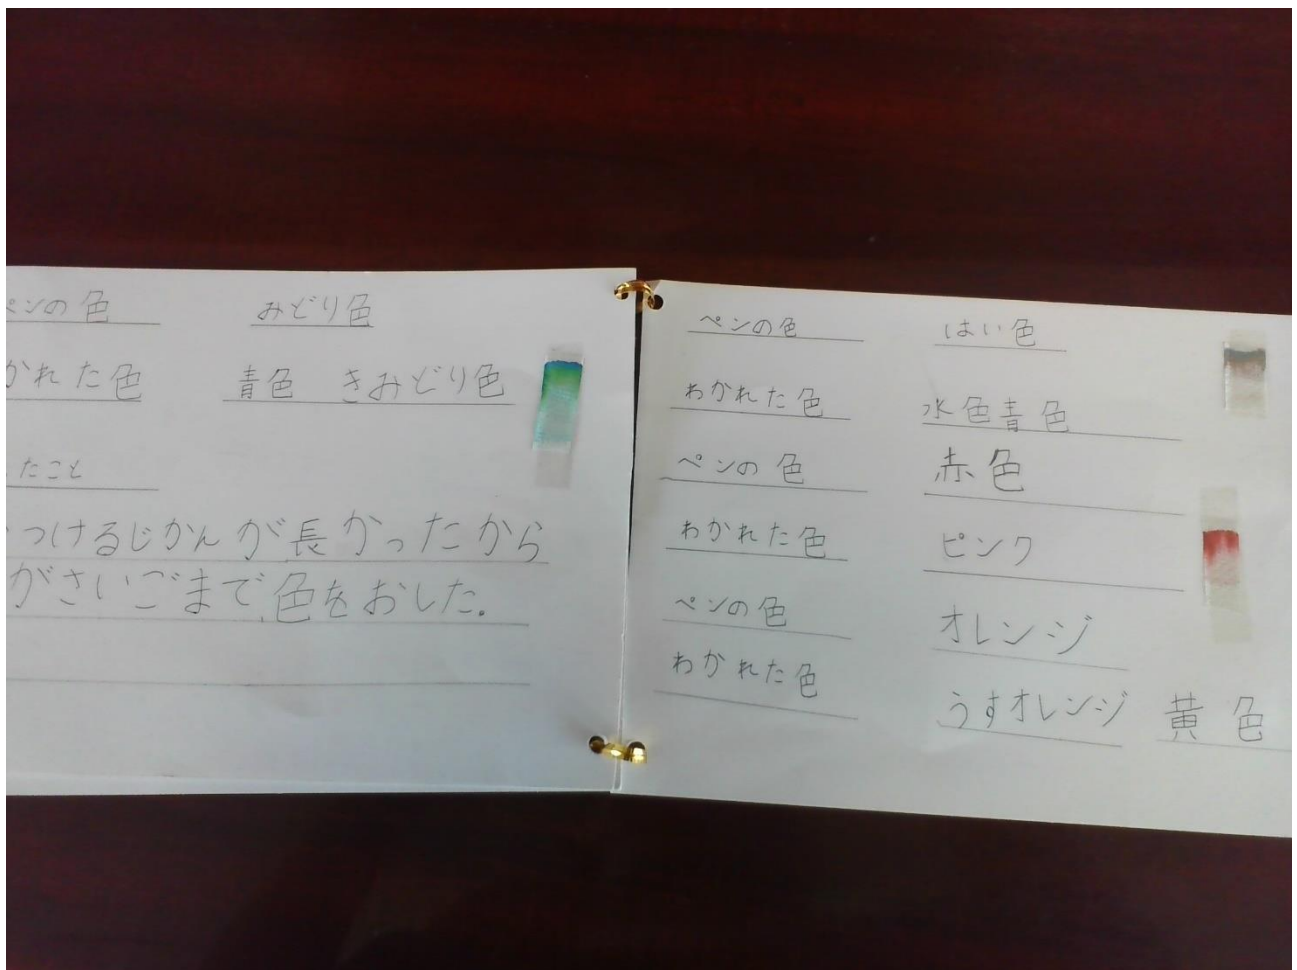 ペンの色 みどり色
かれた色 青色 きみどり色
たこと
つけるじかんが長かったから
がさいごまで色をおした。
ペンの色 はい色
わかれた色 水色青色
ペンの色 赤色
わかれた色 ピンク
ペンの色 オレンジ
わかれた色 うすオレンジ 黄色